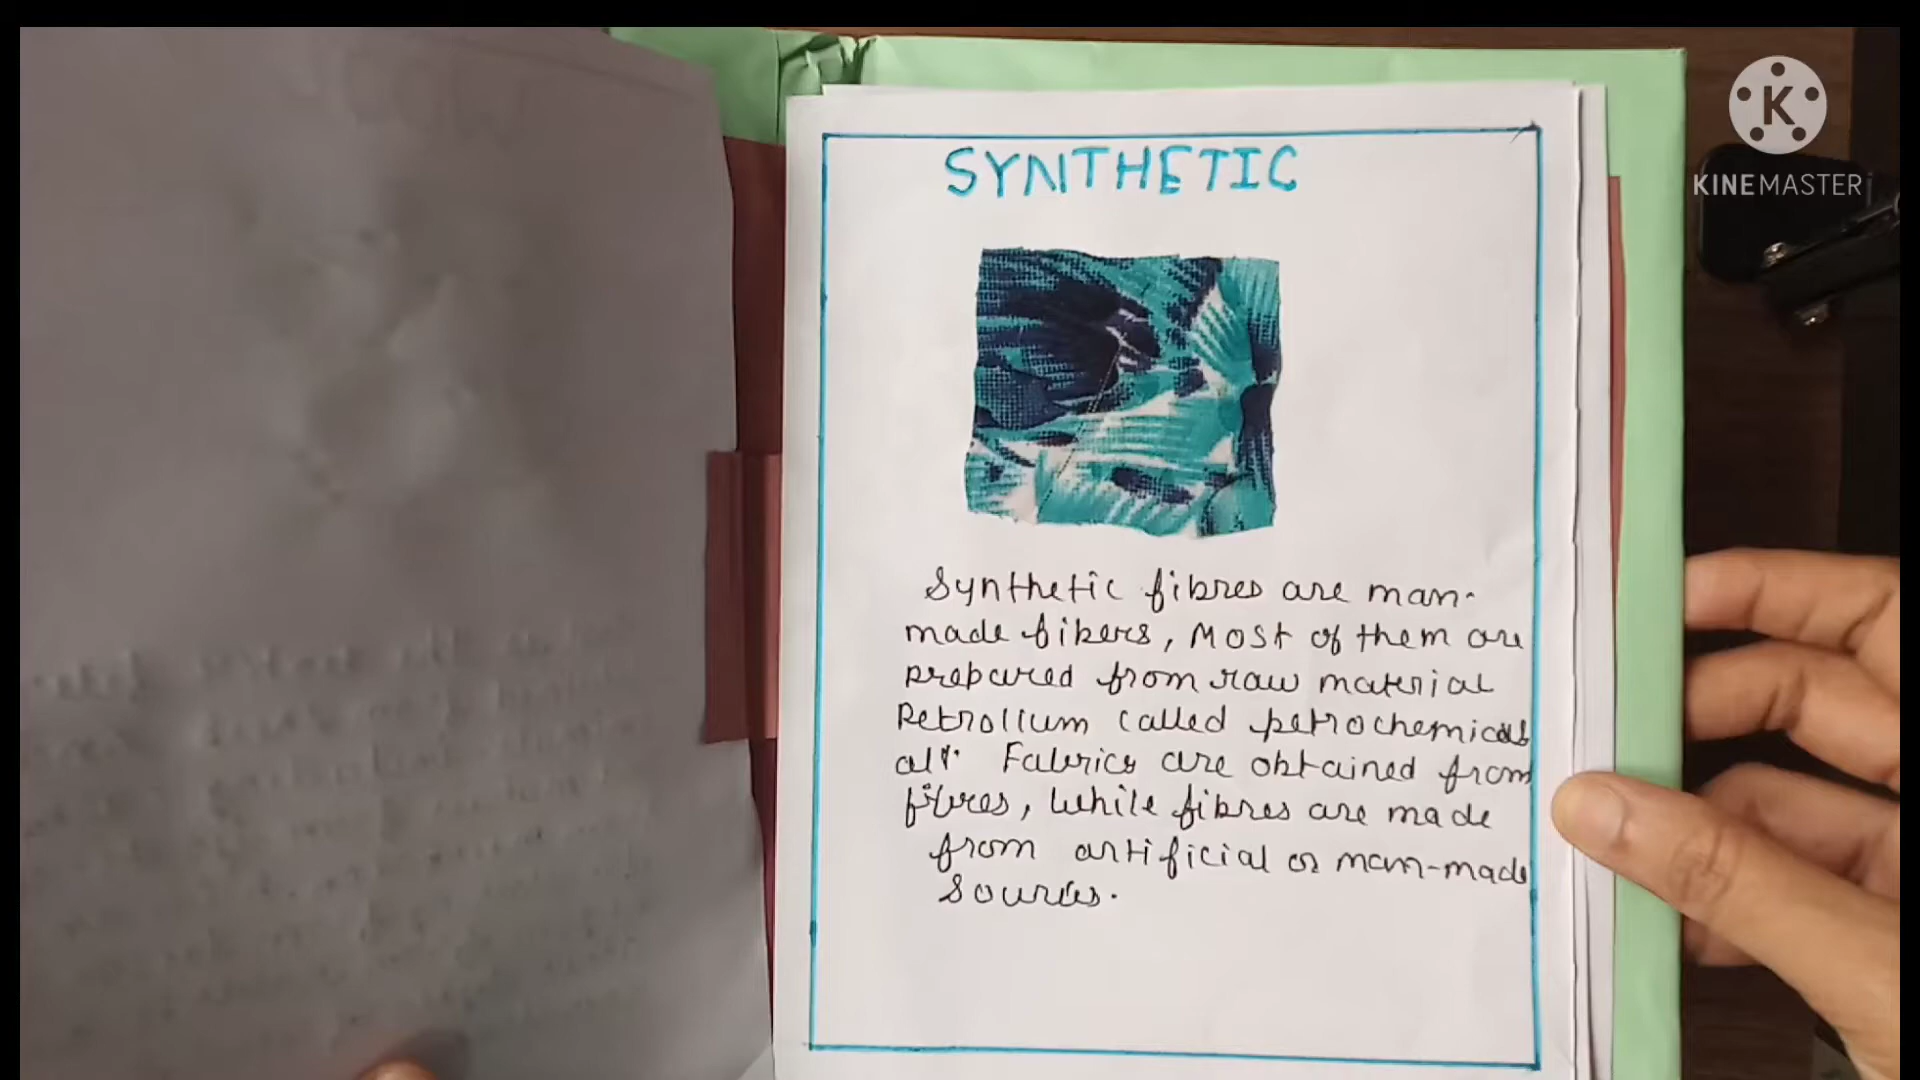 SYNTHETIC
Synthetic fibres are man-
made fibers, Most of them are
prepared from raw material
Petrollum called petrochemicals
all. Fabrics are obtained from
fibres, While fibres are made
from artificial or man-made
Sources.
KINEMASTER